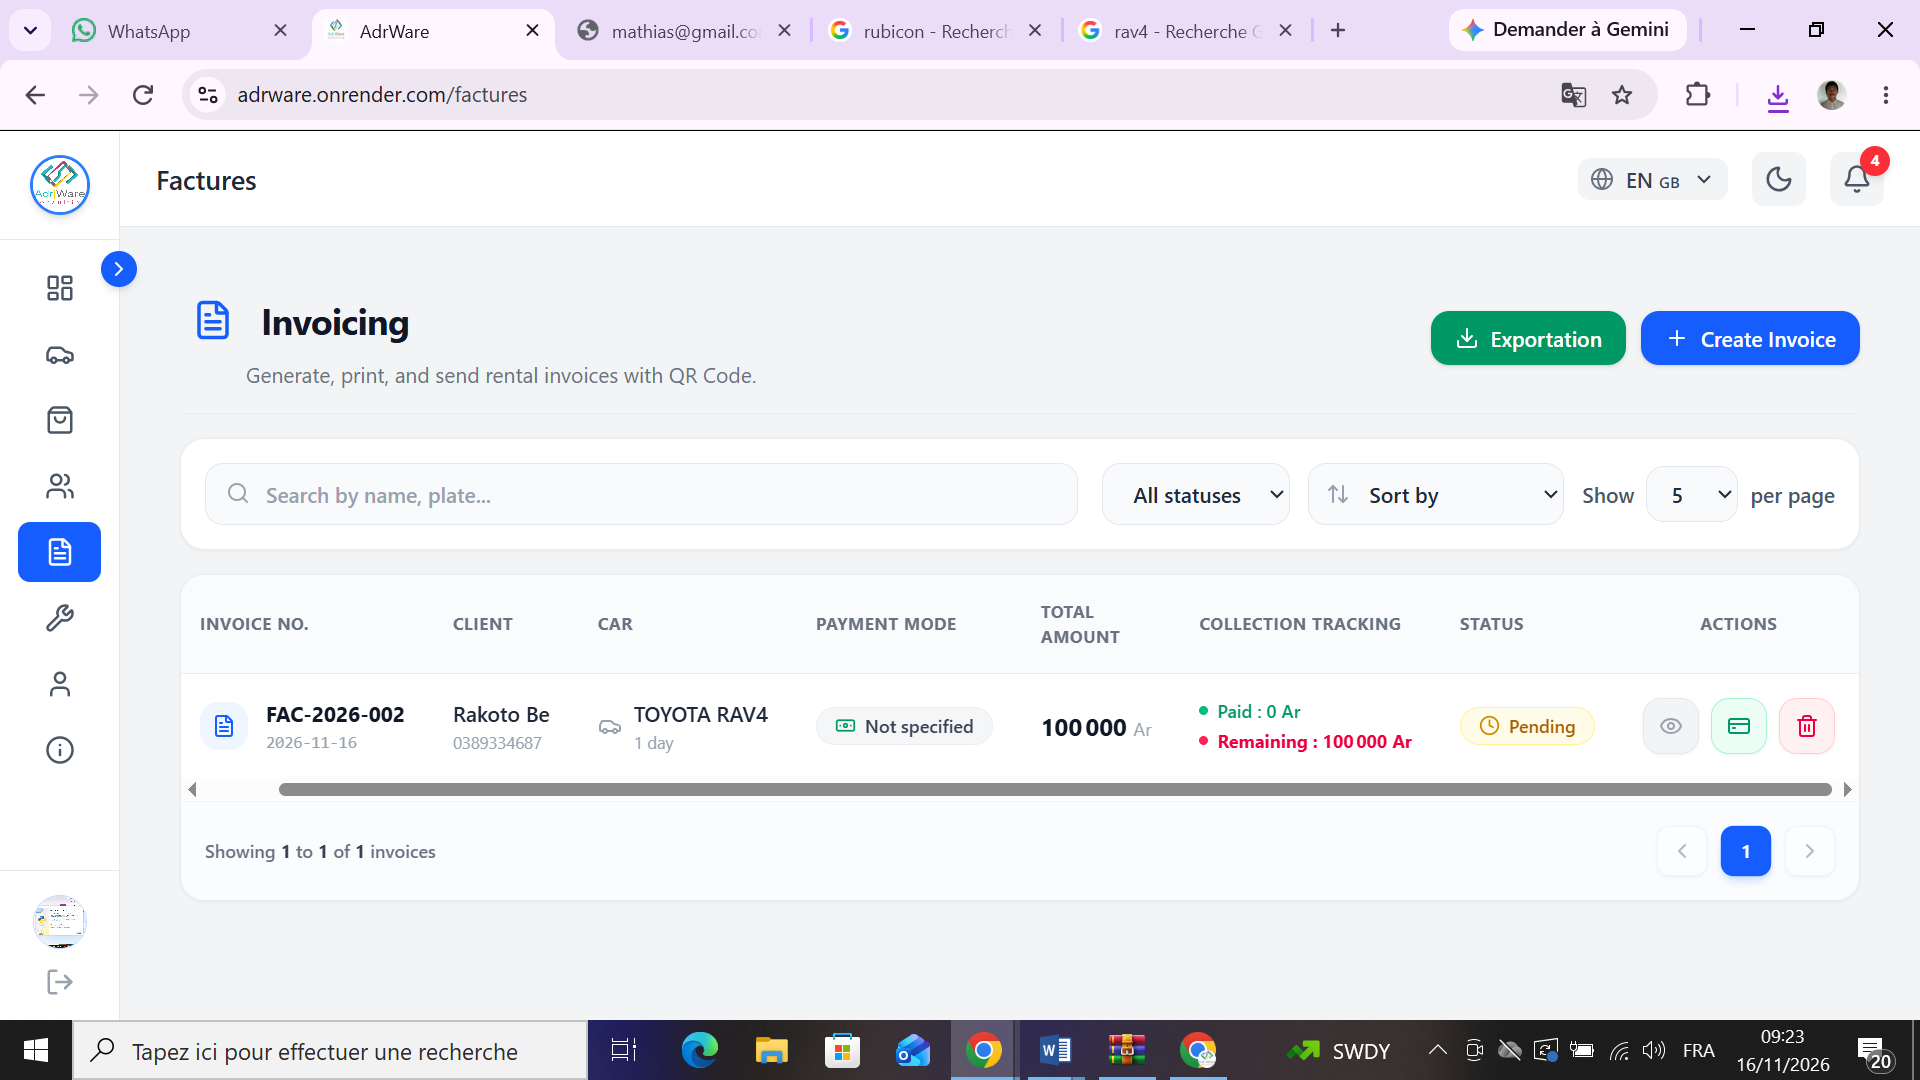 WhatsApp
AdrWare
mathias@gmail.co
rubicon - Recherch
rav4 - Recherche G
Demander à Gemini
adrware.onrender.com/factures
AdrWare
Factures
EN GB
4
Invoicing
Generate, print, and send rental invoices with QR Code.
Exportation
Create Invoice
Search by name, plate...
All statuses
Sort by
Show 5 per page
INVOICE NO.
CLIENT
CAR
PAYMENT MODE
TOTAL AMOUNT
COLLECTION TRACKING
STATUS
ACTIONS
FAC-2026-002
2026-11-16
Rakoto Be
0389334687
TOYOTA RAV4
1 day
Not specified
100 000 Ar
Paid : 0 Ar
Remaining : 100 000 Ar
Pending
Showing 1 to 1 of 1 invoices
1
Tapez ici pour effectuer une recherche
SWDY
FRA
09:23
16/11/2026
20